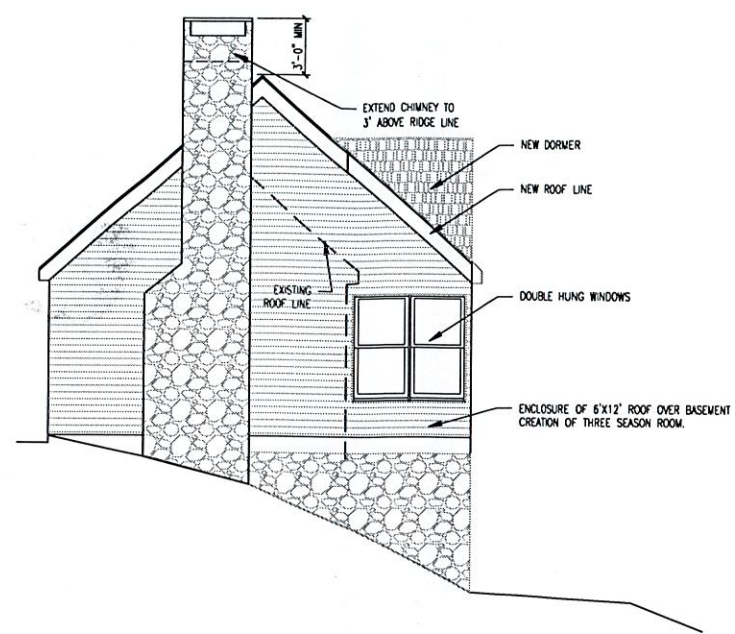 3'-0" MIN
EXTEND CHIMNEY TO
3' ABOVE RIDGE LINE
NEW DORMER
NEW ROOF LINE
EXISTING
ROOF LINE
DOUBLE HUNG WINDOWS
ENCLOSURE OF 6'X12' ROOF OVER BASEMENT
CREATION OF THREE SEASON ROOM.